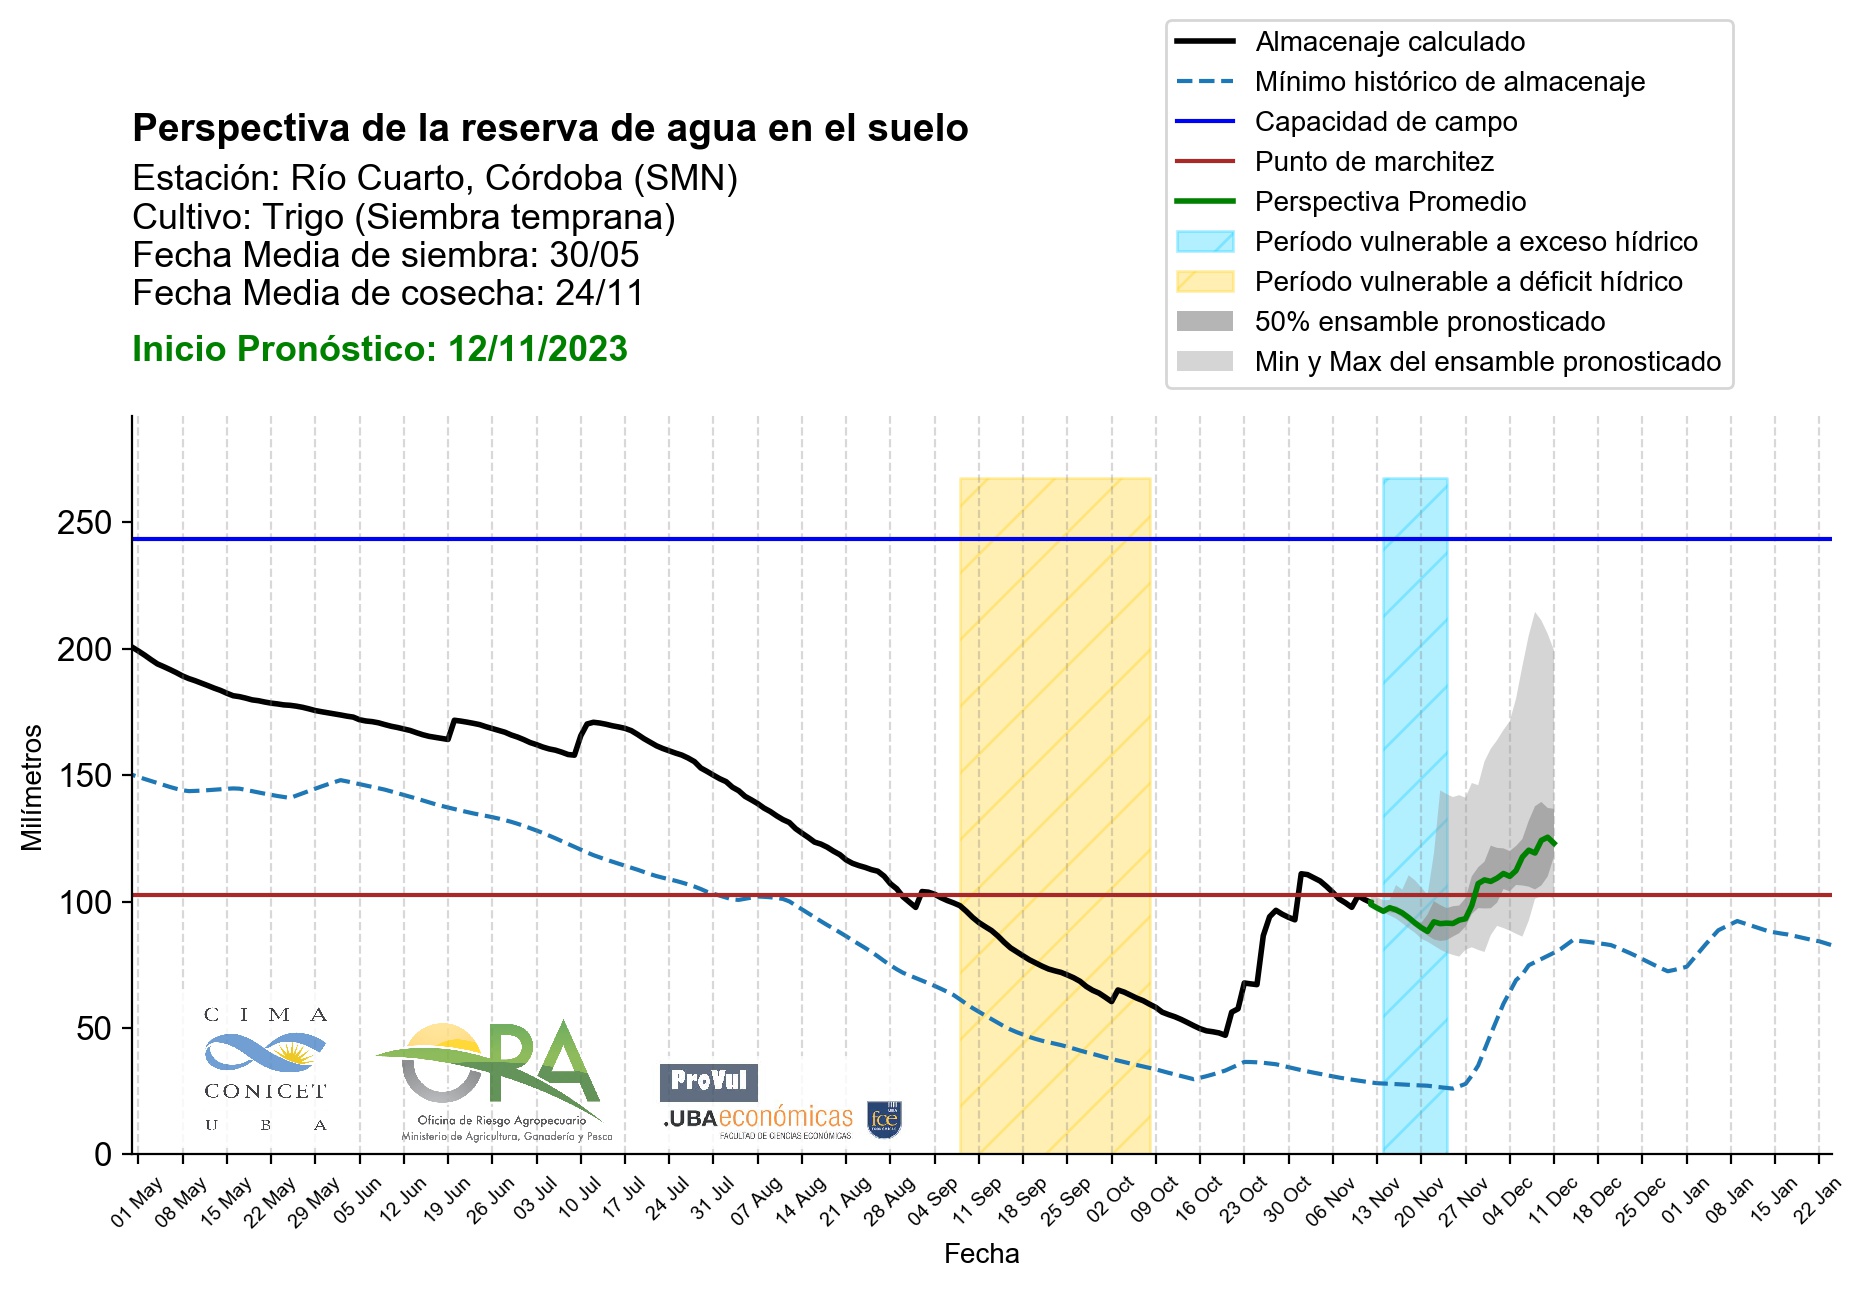 Almacenaje calculado
Mínimo histórico de almacenaje
Capacidad de campo
Punto de marchitez
Perspectiva Promedio
Período vulnerable a exceso hídrico
Período vulnerable a déficit hídrico
50% ensamble pronosticado
Min y Max del ensamble pronosticado
Perspectiva de la reserva de agua en el suelo
Estación: Río Cuarto, Córdoba (SMN)
Cultivo: Trigo (Siembra temprana)
Fecha Media de siembra: 30/05
Fecha Media de cosecha: 24/11
Inicio Pronóstico: 12/11/2023
Milímetros
250
200
150
100
50
0
CIMA
CONICET
UBA
ORA
Oficina de Riesgo Agropecuario
Ministerio de Agricultura, Ganadería y Pesca
ProVul
.UBAeconómicas
FACULTAD DE CIENCIAS ECONÓMICAS
fce
01 May
08 May
15 May
22 May
29 May
05 Jun
12 Jun
19 Jun
26 Jun
03 Jul
10 Jul
17 Jul
24 Jul
31 Jul
07 Aug
14 Aug
21 Aug
28 Aug
04 Sep
11 Sep
18 Sep
25 Sep
02 Oct
09 Oct
16 Oct
23 Oct
30 Oct
06 Nov
13 Nov
20 Nov
27 Nov
04 Dec
11 Dec
18 Dec
25 Dec
01 Jan
08 Jan
15 Jan
22 Jan
Fecha